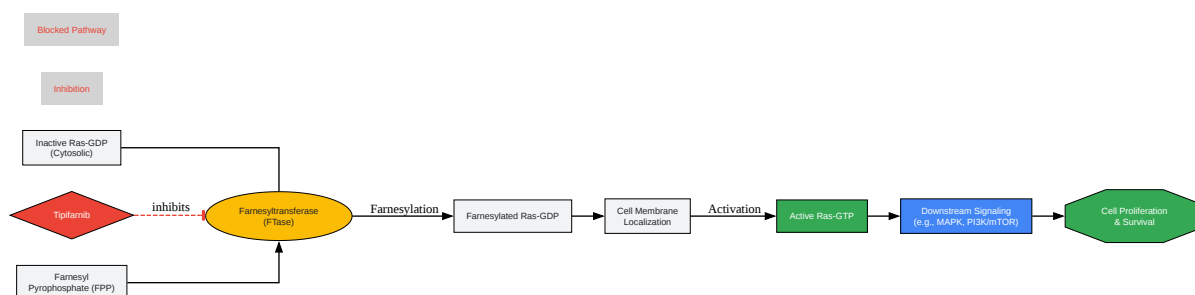 Blocked Pathway
Inhibition
Inactive Ras-GDP
(Cytosolic)
Tipifarnib
inhibits
Farnesyl
Pyrophosphate (FPP)
Farnesyltransferase
(FTase)
Farnesylation
Farnesylated Ras-GDP
Cell Membrane
Localization
Activation
Active Ras-GTP
Downstream Signaling
(e.g., MAPK, PI3K/mTOR)
Cell Proliferation
& Survival